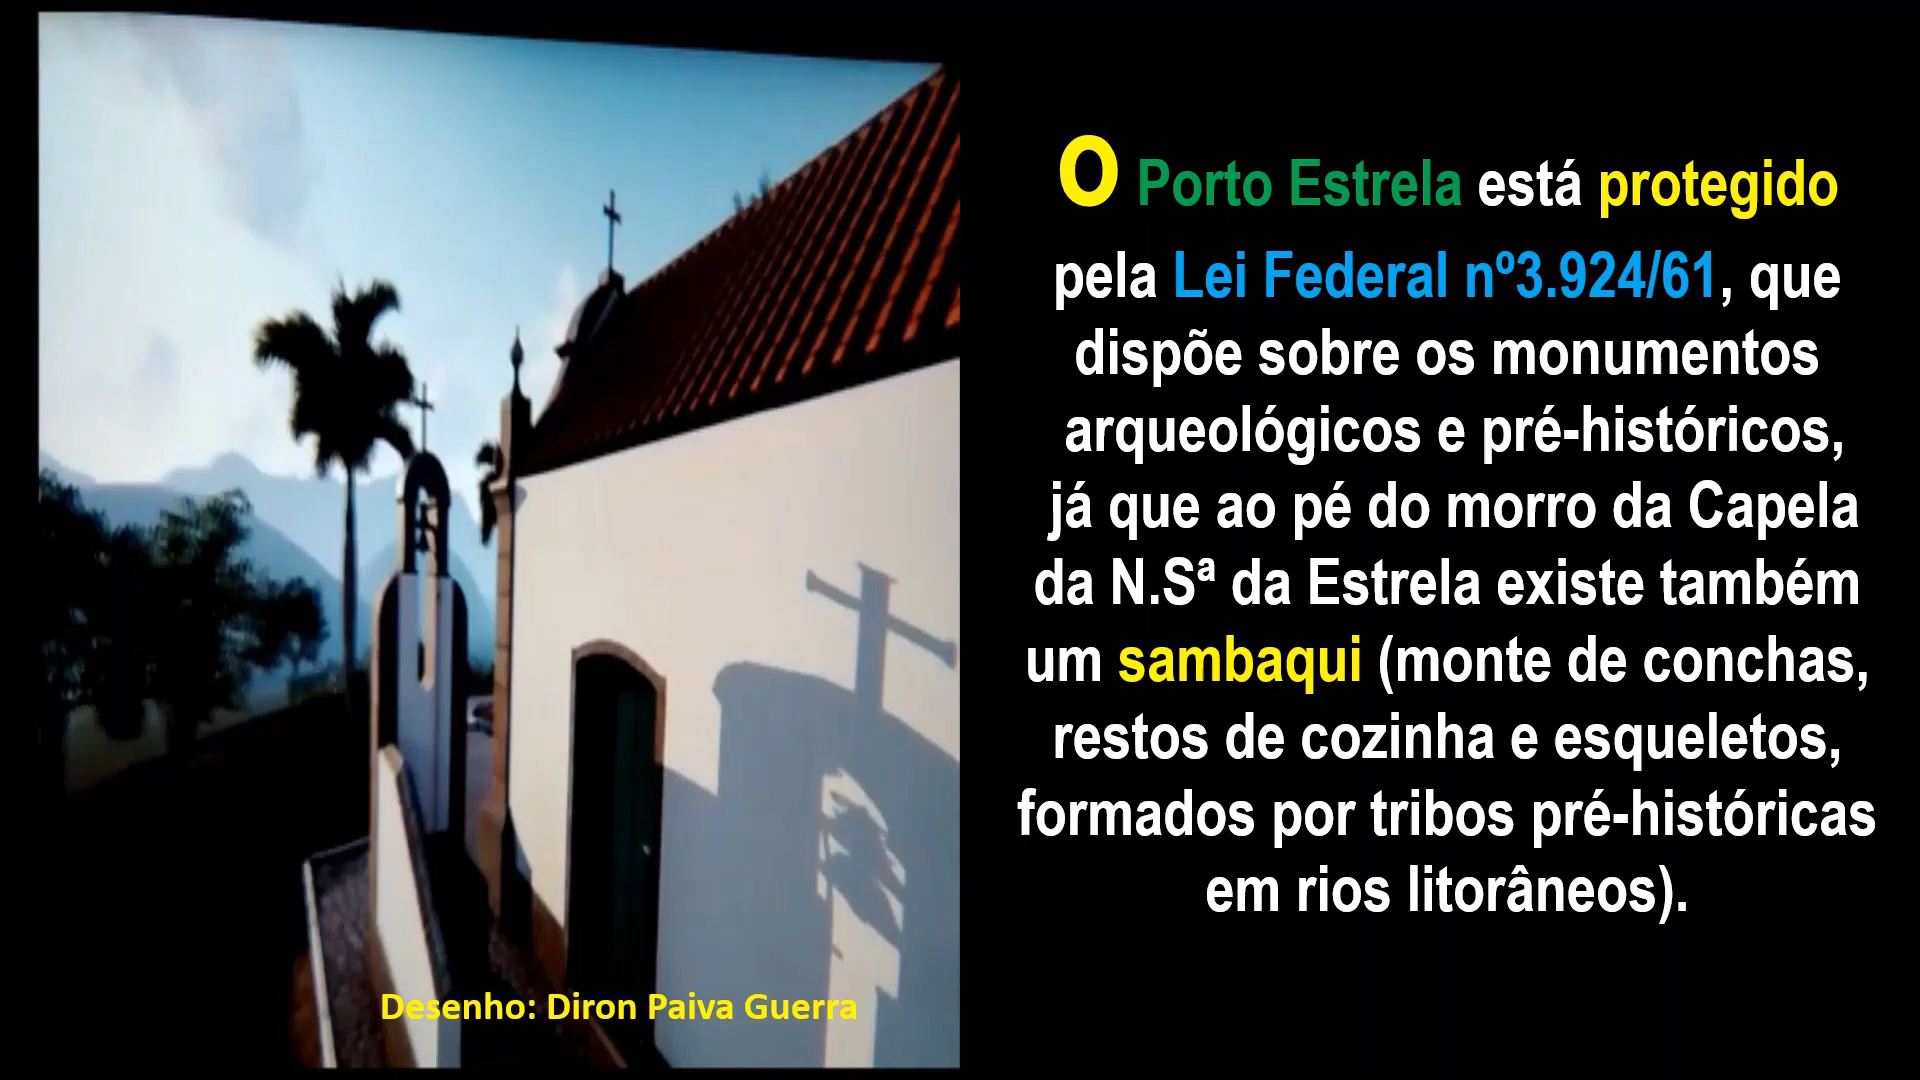 O Porto Estrela está protegido
pela Lei Federal nº3.924/61, que
dispõe sobre os monumentos
arqueológicos e pré-históricos,
já que ao pé do morro da Capela
da N.Sª da Estrela existe também
um sambaqui (monte de conchas,
restos de cozinha e esqueletos,
formados por tribos pré-históricas
em rios litorâneos).
Desenho: Diron Paiva Guerra